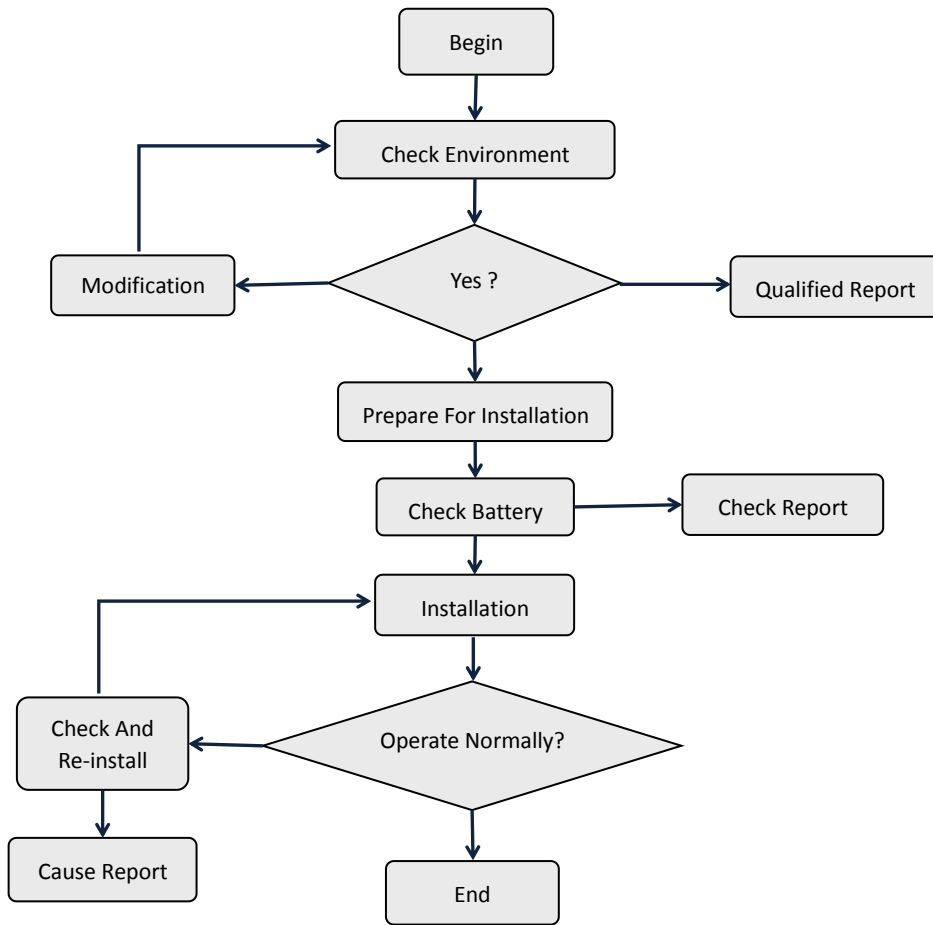 Begin
Check Environment
Modification
Yes ?
Qualified Report
Prepare For Installation
Check Battery
Check Report
Installation
Check And
Re-install
Operate Normally?
Cause Report
End